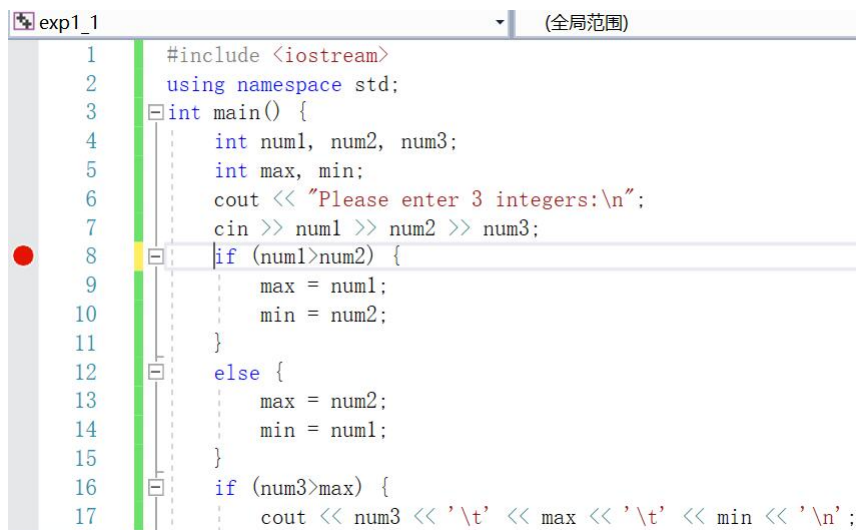 exp1_1 (全局范围)
1 #include <iostream>
2 using namespace std;
3 int main() {
4 int num1, num2, num3;
5 int max, min;
6 cout << "Please enter 3 integers:\n";
7 cin >> num1 >> num2 >> num3;
8 if (num1>num2) {
9 max = num1;
10 min = num2;
11 }
12 else {
13 max = num2;
14 min = num1;
15 }
16 if (num3>max) {
17 cout << num3 << '\t' << max << '\t' << min << '\n';